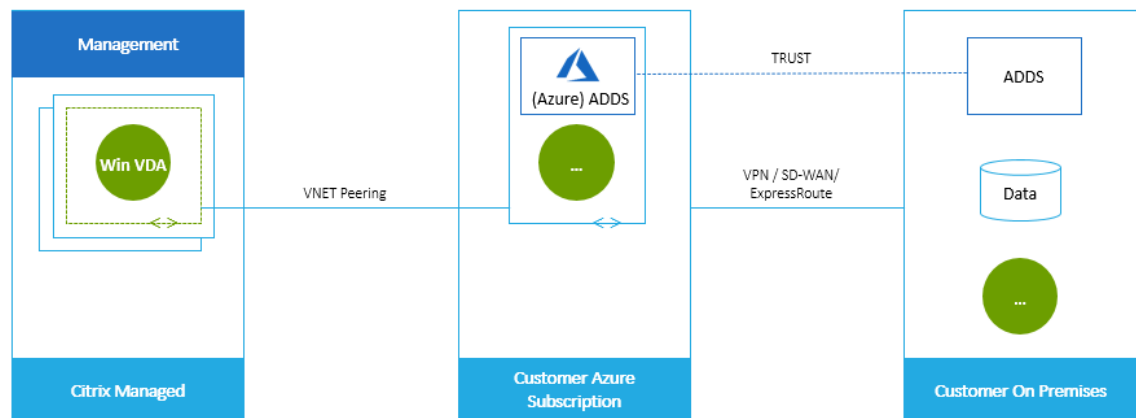 Management
Win VDA
Citrix Managed
VNET Peering
(Azure) ADDS
...
Customer Azure
Subscription
TRUST
VPN / SD-WAN/
ExpressRoute
ADDS
Data
...
Customer On Premises